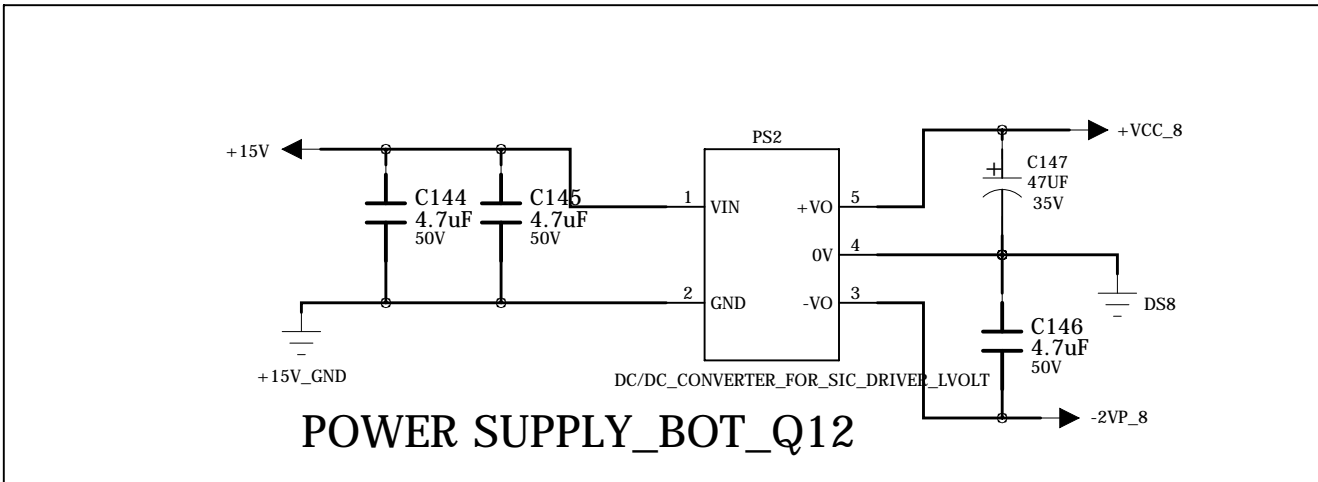 PS2
+15V
+VCC_8
C144
4.7uF
50V
C145
4.7uF
50V
C147
47UF
35V
1
VIN
+VO
5
0V
4
2
GND
-VO
3
DS8
+15V_GND
C146
4.7uF
50V
DC/DC_CONVERTER_FOR_SIC_DRIVER_LVOLT
-2VP_8
POWER SUPPLY_BOT_Q12